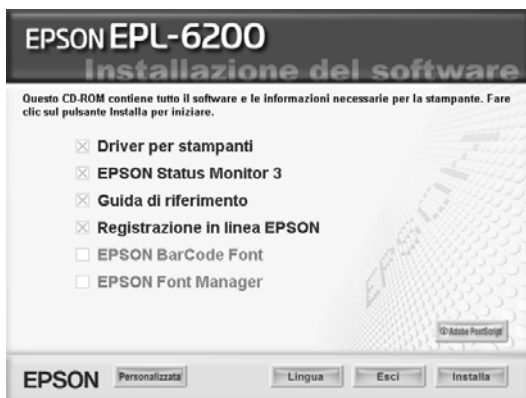 EPSON EPL-6200
Installazione del software
Questo CD-ROM contiene tutto il software e le informazioni necessarie per la stampante. Fare
clic sul pulsante Installa per iniziare.
Driver per stampanti
EPSON Status Monitor 3
Guida di riferimento
Registrazione in linea EPSON
EPSON BarCode Font
EPSON Font Manager
EPSON
Adobe PostScript
EPSON
Personalizzata
Lingua
Esci
Installa